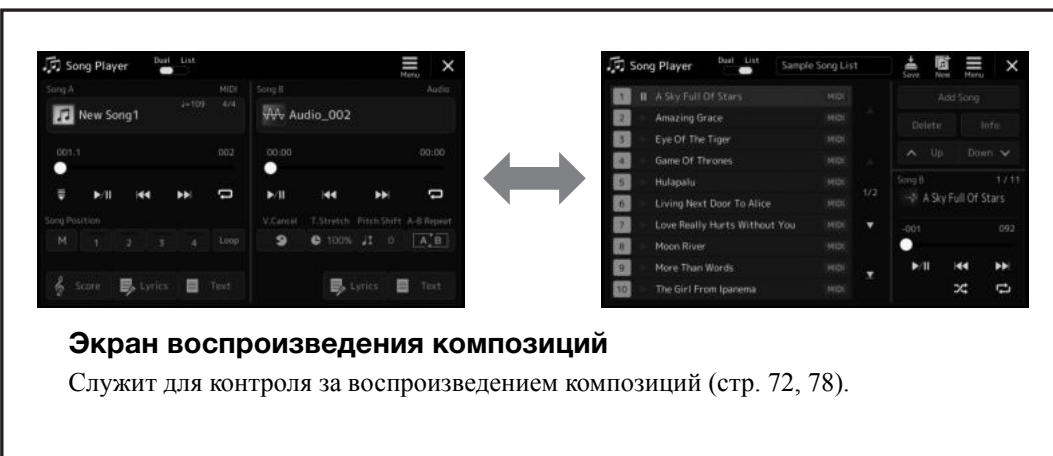 Song Player Dual List Menu
Song A MIDI
New Song1 ♩=109 4/4
001.1 002
Song Position
M 1 2 3 4 Loop
Score Lyrics Text
Song B Audio
Audio_002
00:00 00:00
V.Cancel T.Stretch Pitch Shift A-B Repeat
100% 0 A B
Lyrics Text
Song Player Dual List Sample Song List Save New Menu
1 A Sky Full Of Stars MIDI
2 Amazing Grace MIDI
3 Eye Of The Tiger MIDI
4 Game Of Thrones MIDI
5 Hulapalu MIDI
6 Living Next Door To Alice MIDI
7 Love Really Hurts Without You MIDI
8 Moon River MIDI
9 More Than Words MIDI
10 The Girl From Ipanema MIDI
1/2
Add Song
Delete Info
Up Down
Song B 1/11
A Sky Full Of Stars
-001 092
Экран воспроизведения композиций
Служит для контроля за воспроизведением композиций (стр. 72, 78).